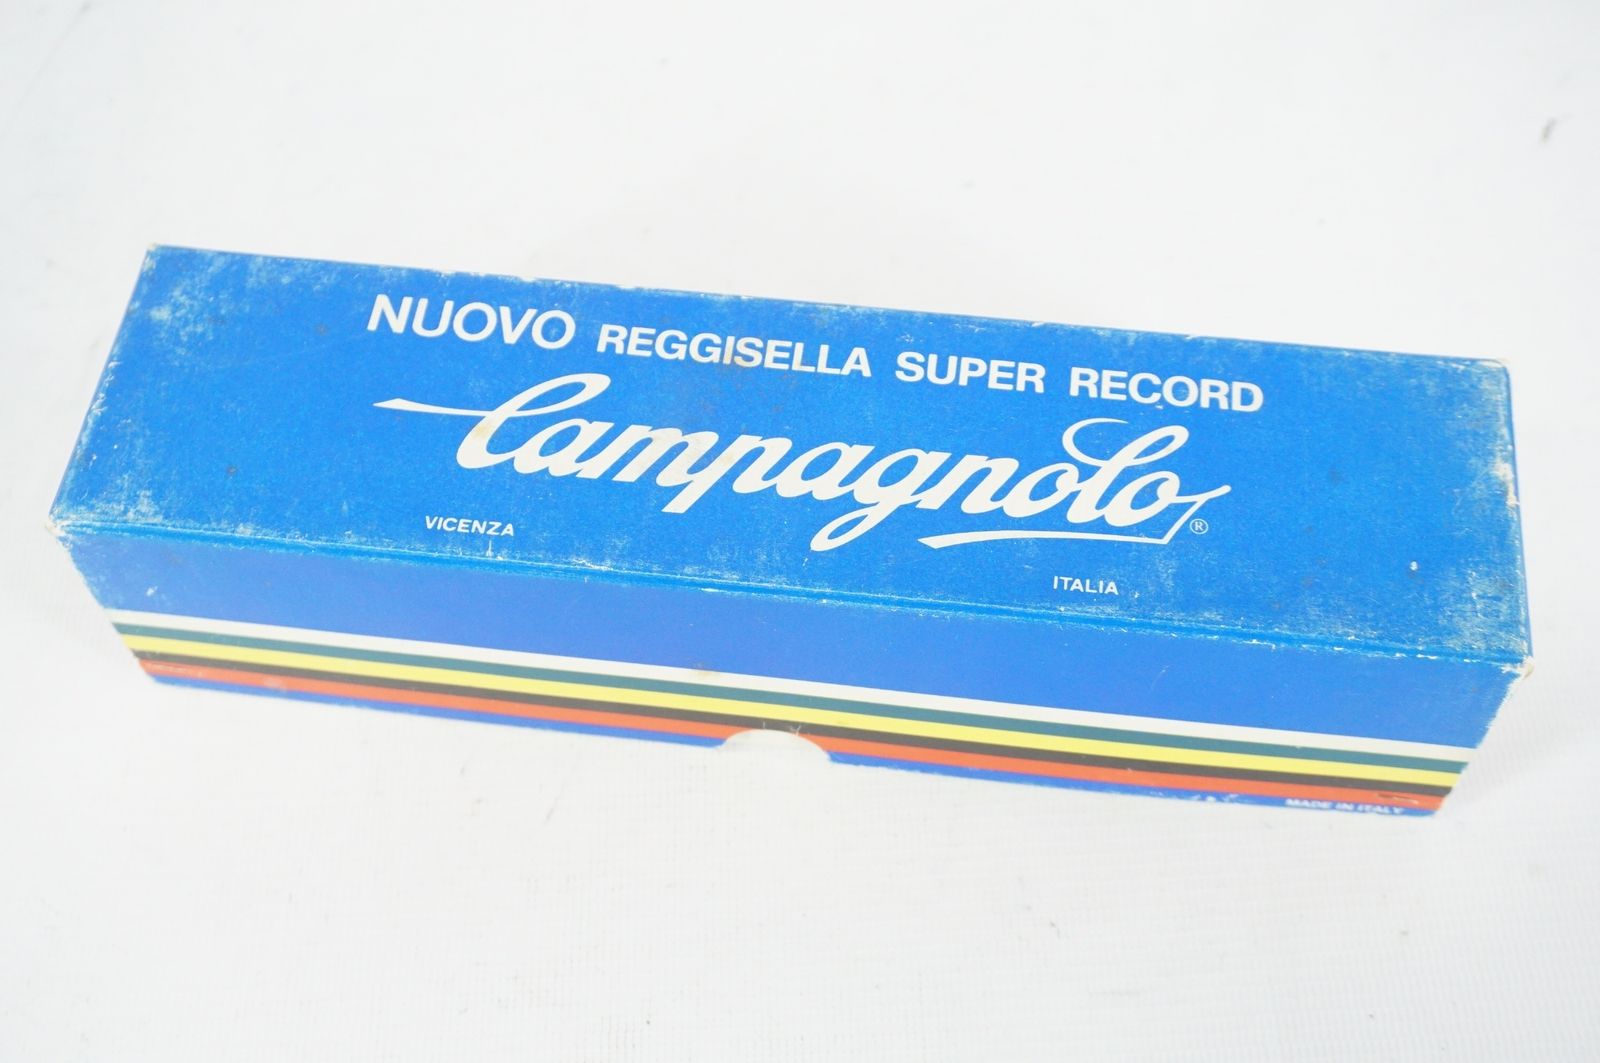 NUOVO REGGISELLA SUPER RECORD
Campagnolo®
VICENZA
ITALIA
MADE IN ITALY